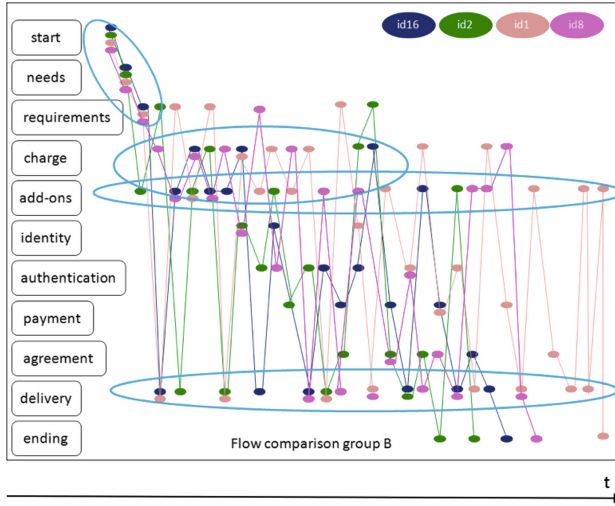 id16 id2 id1 id8
start
needs
requirements
charge
add-ons
identity
authentication
payment
agreement
delivery
ending
Flow comparison group B
t